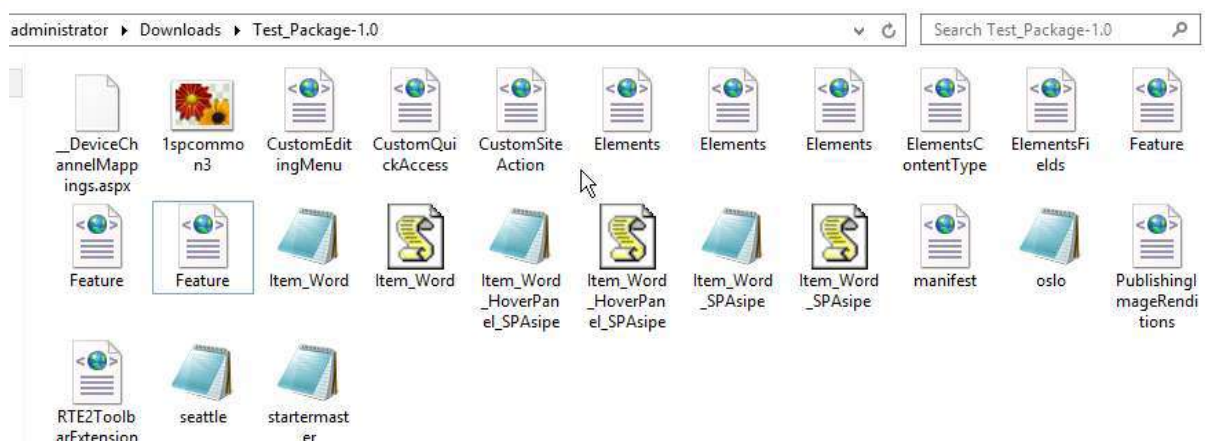 administrator ▸ Downloads ▸ Test_Package-1.0 Search Test_Package-1.0
__DeviceCh 1spcommo CustomEdit CustomQui CustomSite Elements Elements Elements ElementsC ElementsFi Feature
annelMapp n3 ingMenu ckAccess Action ontentType elds
ings.aspx
Feature Feature Item_Word Item_Word Item_Word Item_Word Item_Word Item_Word manifest oslo PublishingI
_HoverPan _HoverPan _SPAsipe _SPAsipe mageRendi
el_SPAsipe el_SPAsipe tions
RTE2Toolb seattle startermast
arExtension er